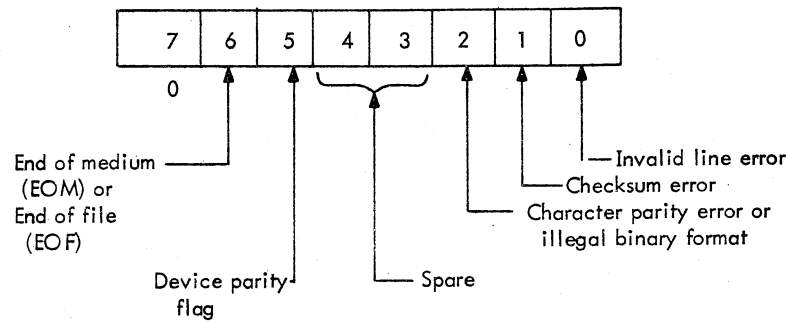 7 6 5 4 3 2 1 0
0
End of medium
(EOM) or
End of file
(EOF)
Invalid line error
Checksum error
Character parity error or
illegal binary format
Device parity
flag
Spare